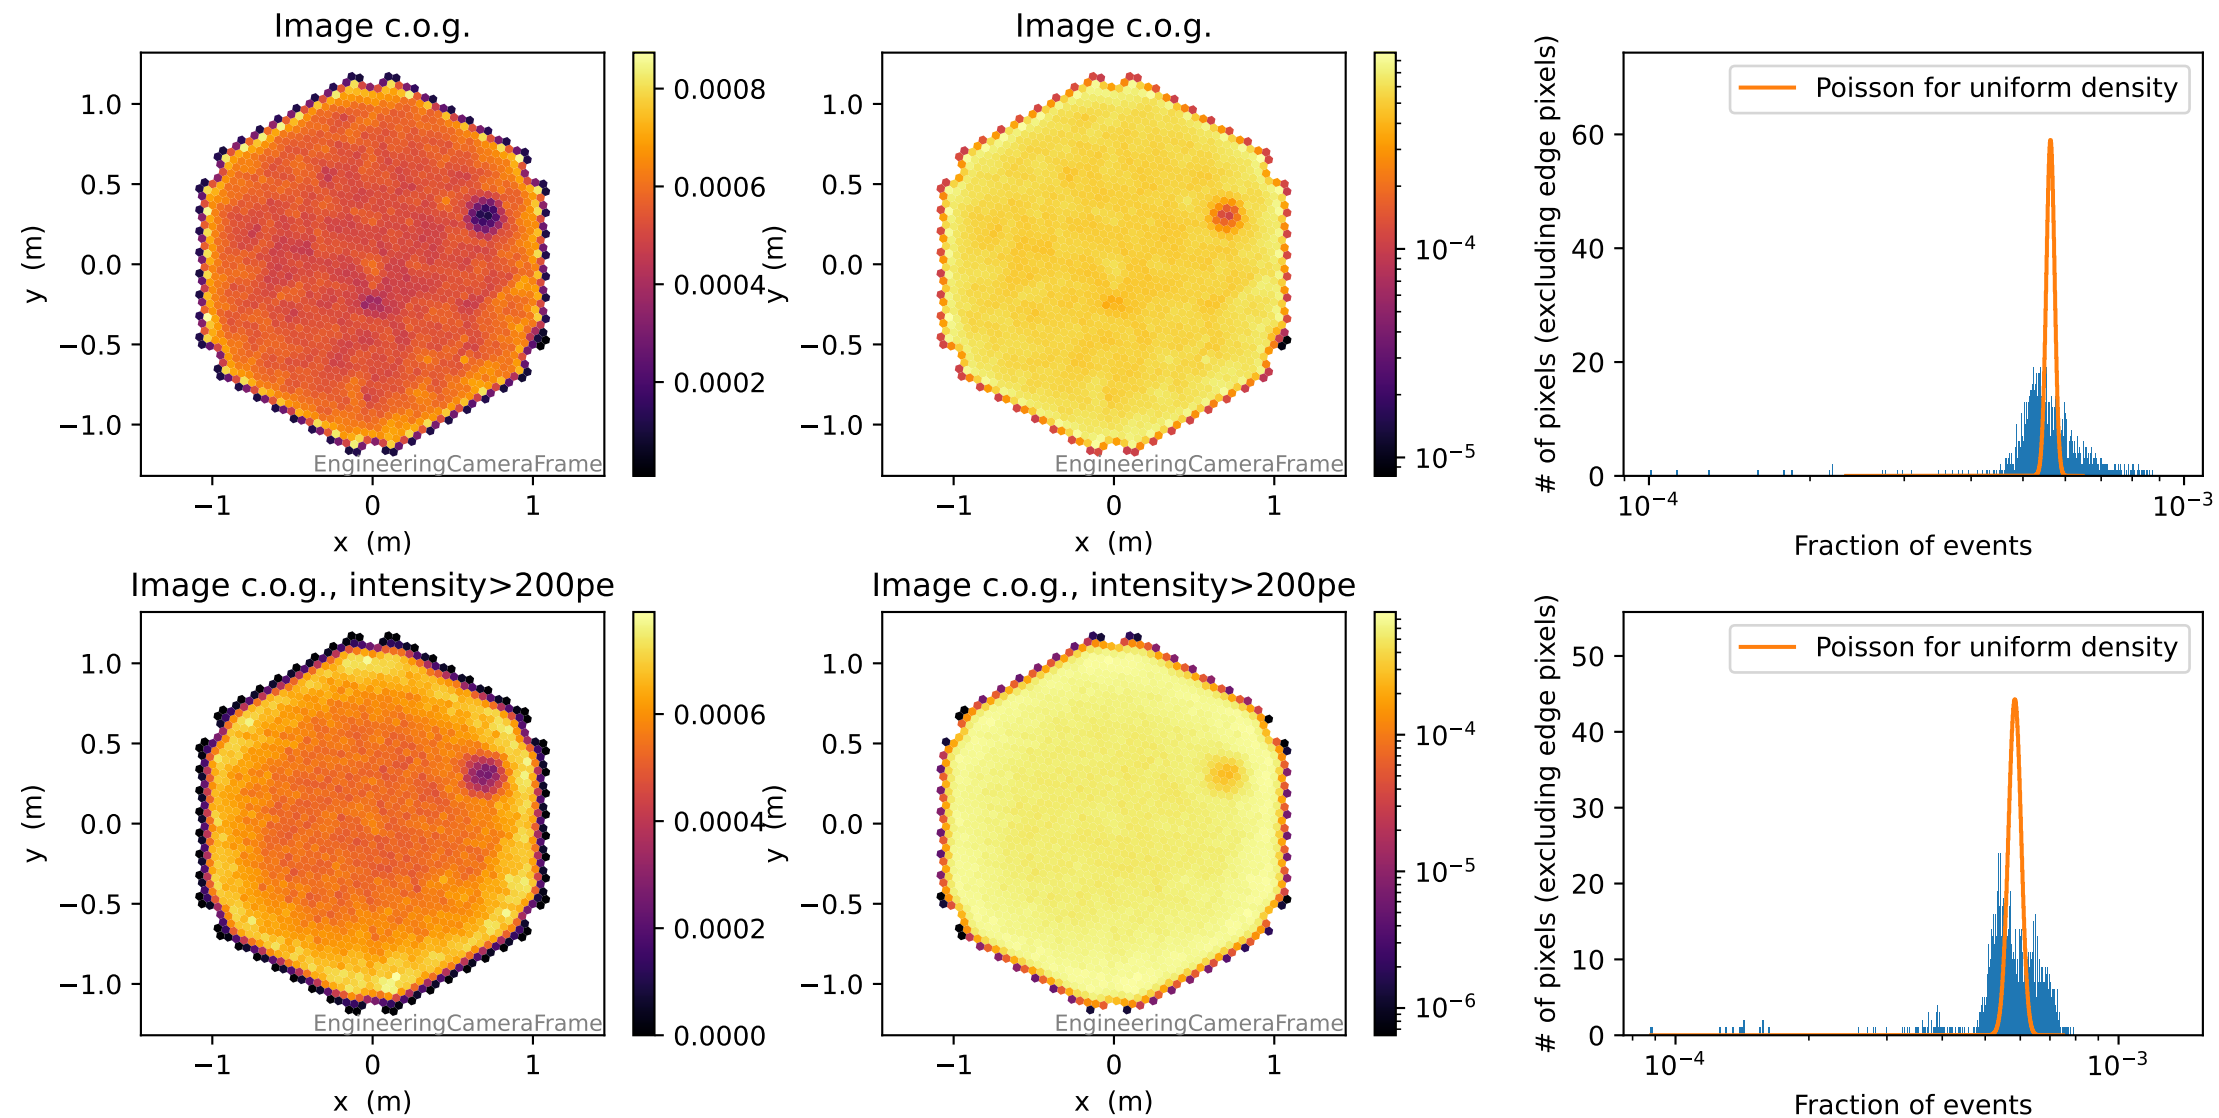 Image c.o.g.
1.0
0.5
0.0
−0.5
−1.0
−1
0
1
y (m)
x (m)
EngineeringCameraFrame
0.0008
0.0006
0.0004
0.0002
Image c.o.g.
1.0
0.5
0.0
−0.5
−1.0
−1
0
1
y (m)
x (m)
EngineeringCameraFrame
10⁻⁴
10⁻⁵
# of pixels (excluding edge pixels)
60
40
20
0
10⁻⁴
10⁻³
Fraction of events
Poisson for uniform density
Image c.o.g., intensity>200pe
1.0
0.5
0.0
−0.5
−1.0
−1
0
1
y (m)
x (m)
EngineeringCameraFrame
0.0006
0.0004
0.0002
0.0000
Image c.o.g., intensity>200pe
1.0
0.5
0.0
−0.5
−1.0
−1
0
1
y (m)
x (m)
EngineeringCameraFrame
10⁻⁴
10⁻⁵
10⁻⁶
# of pixels (excluding edge pixels)
50
40
30
20
10
0
10⁻⁴
10⁻³
Fraction of events
Poisson for uniform density